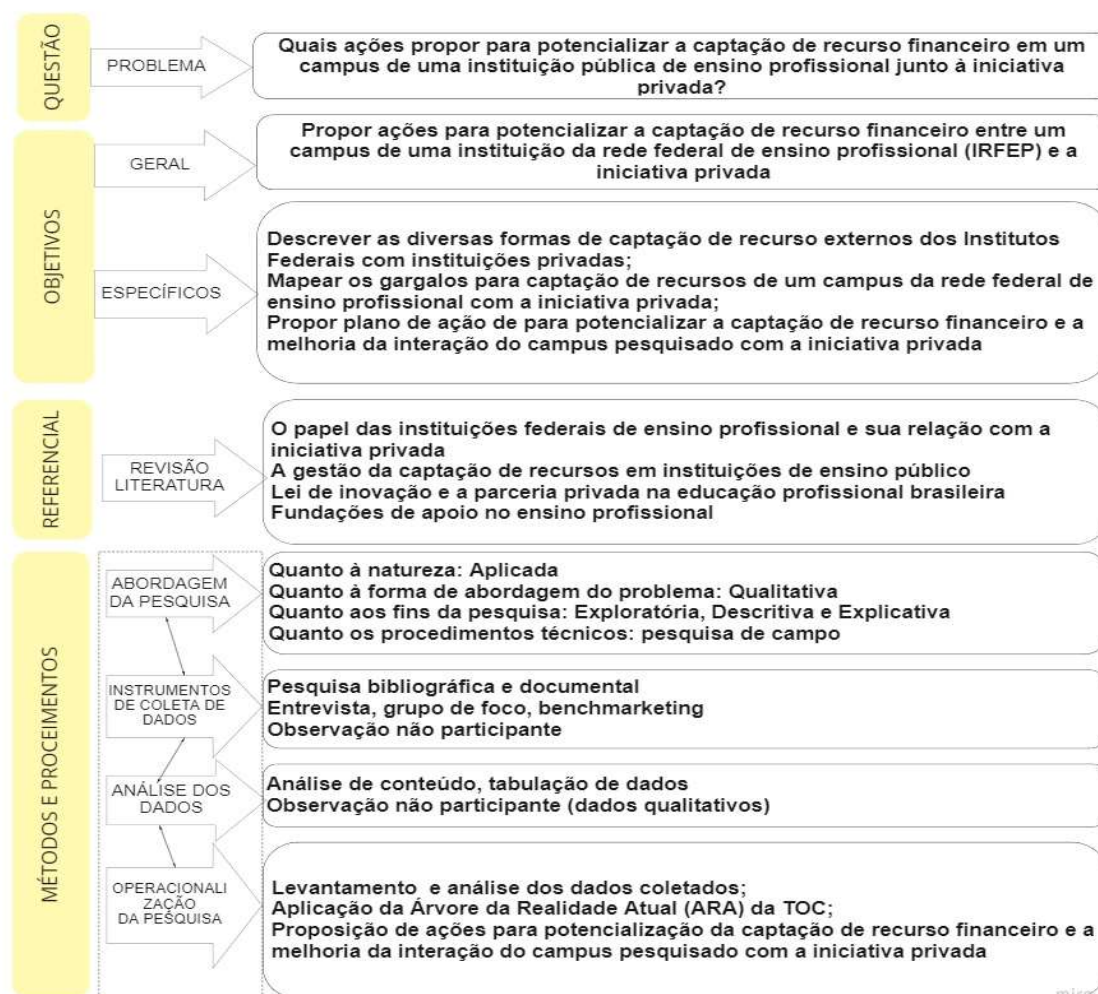 QUESTÃO
PROBLEMA
Quais ações propor para potencializar a captação de recurso financeiro em um
campus de uma instituição pública de ensino profissional junto à iniciativa
privada?
OBJETIVOS
GERAL
Propor ações para potencializar a captação de recurso financeiro entre um
campus de uma instituição da rede federal de ensino profissional (IRFEP) e a
iniciativa privada
ESPECÍFICOS
Descrever as diversas formas de captação de recurso externos dos Institutos
Federais com instituições privadas;
Mapear os gargalos para captação de recursos de um campus da rede federal de
ensino profissional com a iniciativa privada;
Propor plano de ação de para potencializar a captação de recurso financeiro e a
melhoria da interação do campus pesquisado com a iniciativa privada
REFERENCIAL
REVISÃO
LITERATURA
O papel das instituições federais de ensino profissional e sua relação com a
iniciativa privada
A gestão da captação de recursos em instituições de ensino público
Lei de inovação e a parceria privada na educação profissional brasileira
Fundações de apoio no ensino profissional
MÉTODOS E PROCEIMENTOS
ABORDAGEM
DA PESQUISA
Quanto à natureza: Aplicada
Quanto à forma de abordagem do problema: Qualitativa
Quanto aos fins da pesquisa: Exploratória, Descritiva e Explicativa
Quanto os procedimentos técnicos: pesquisa de campo
INSTRUMENTOS
DE COLETA DE
DADOS
Pesquisa bibliográfica e documental
Entrevista, grupo de foco, benchmarketing
Observação não participante
ANÁLISE DOS
DADOS
Análise de conteúdo, tabulação de dados
Observação não participante (dados qualitativos)
OPERACIONALI
ZAÇÃO
DA PESQUISA
Levantamento e análise dos dados coletados;
Aplicação da Árvore da Realidade Atual (ARA) da TOC;
Proposição de ações para potencialização da captação de recurso financeiro e a
melhoria da interação do campus pesquisado com a iniciativa privada